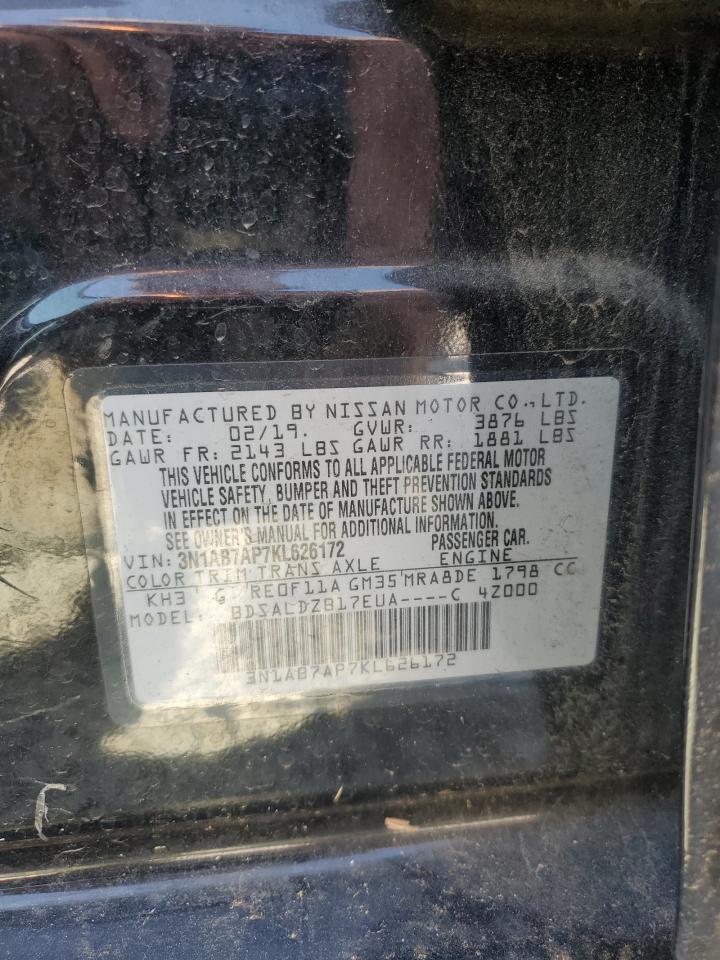 MANUFACTURED BY NISSAN MOTOR CO., LTD.
DATE: 02/19. GVWR: 3876 LBS
GAWR FR: 2143 LBS GAWR RR: 1881 LBS
THIS VEHICLE CONFORMS TO ALL APPLICABLE FEDERAL MOTOR
VEHICLE SAFETY, BUMPER AND THEFT PREVENTION STANDARDS
IN EFFECT ON THE DATE OF MANUFACTURE SHOWN ABOVE.
SEE OWNER'S MANUAL FOR ADDITIONAL INFORMATION.
VIN: 3N1AB7AP7KL626172 PASSENGER CAR.
COLOR TRIM TRANS AXLE ENGINE
KH3 G RE0F11A GM35 MRA8DE 1798 CC
MODEL: BDSALDZB17EUA----C 4Z000
3N1AB7AP7KL626172